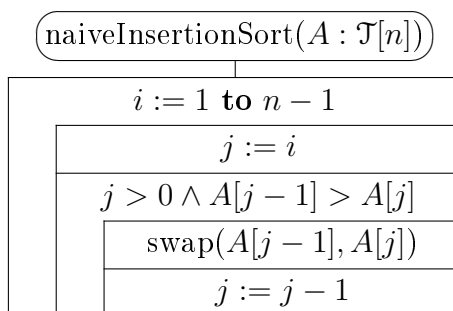 naiveInsertionSort(A : 𝒯[n])
i := 1 to n − 1
j := i
j > 0 ∧ A[j − 1] > A[j]
swap(A[j − 1], A[j])
j := j − 1